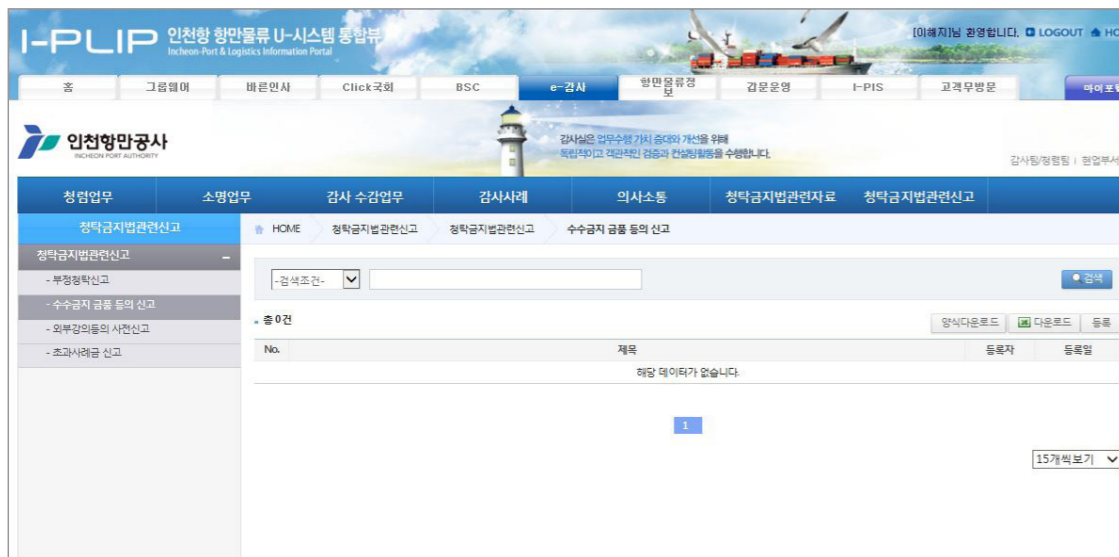 I-PLIP 인천항 항만물류 U-시스템 통합뷰
Incheon-Port & Logistics Information Portal
[이해지]님 환영합니다. LOGOUT HO
홈 그룹웨어 바른인사 Click국회 BSC e-감사 항만물류정보 갑문운영 I-PIS 고객무방문 마이포털
인천항만공사
INCHEON PORT AUTHORITY
감사실은 업무수행 가치 증대와 개선을 위해
독립적이고 객관적인 검증과 컨설팅활동을 수행합니다.
감사팀/청렴팀 | 현업부서
청렴업무 소명업무 감사 수감업무 감사사례 의사소통 청탁금지법관련자료 청탁금지법관련신고
청탁금지법관련신고
HOME 청탁금지법관련신고 청탁금지법관련신고 수수금지 금품 등의 신고
청탁금지법관련신고 -
- 부정청탁신고
- 수수금지 금품 등의 신고
- 외부강의등의 사전신고
- 초과사례금 신고
-검색조건- 검색
총 0건
양식다운로드 다운로드 등록
No. 제목 등록자 등록일
해당 데이터가 없습니다.
1
15개씩보기